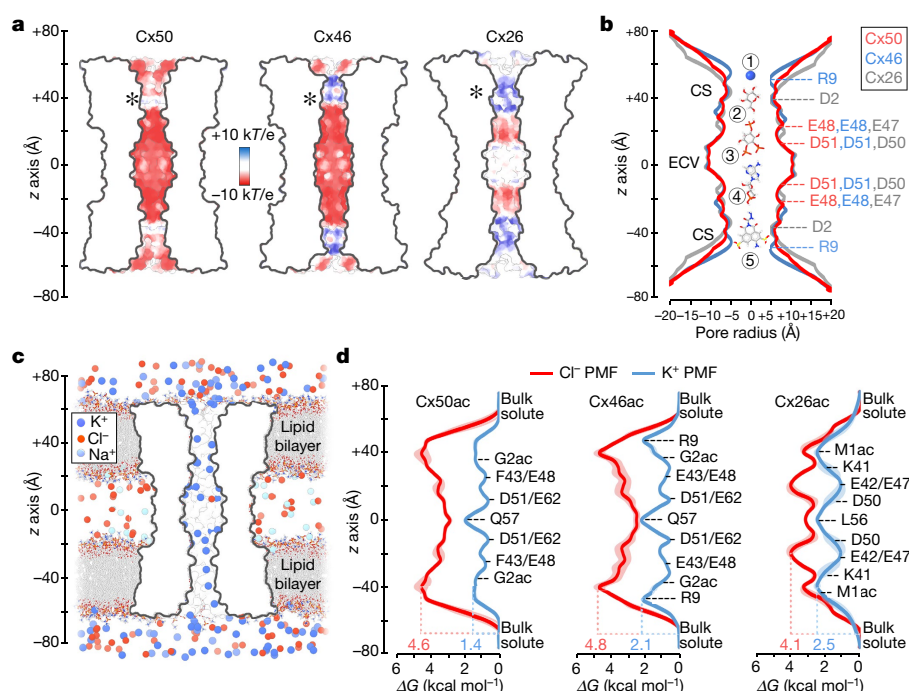 a
Cx50
Cx46
Cx26
z axis (Å)
+80
+40
0
−40
−80
*
*
*
+10 kT/e
−10 kT/e
b
Cx50
Cx46
Cx26
z axis (Å)
+80
+40
0
−40
−80
CS
ECV
CS
1
2
3
4
5
R9
D2
E48,E48,E47
D51,D51,D50
D51,D51,D50
E48,E48,E47
D2
R9
−20−15−10 −5 0 +5 +10+15+20
Pore radius (Å)
c
z axis (Å)
+80
+40
0
−40
−80
K+
Cl−
Na+
Lipid
bilayer
Lipid
bilayer
d
Cl− PMF
K+ PMF
z axis (Å)
+80
+40
0
−40
−80
Cx50ac
Bulk
solute
G2ac
F43/E48
D51/E62
Q57
D51/E62
F43/E48
G2ac
Bulk
solute
4.6
1.4
6 4 2 0
ΔG (kcal mol−1)
Cx46ac
Bulk
solute
R9
G2ac
E43/E48
D51/E62
Q57
D51/E62
E43/E48
G2ac
R9
Bulk
solute
4.8
2.1
6 4 2 0
ΔG (kcal mol−1)
Cx26ac
Bulk
solute
M1ac
K41
E42/E47
D50
L56
D50
E42/E47
K41
M1ac
Bulk
solute
4.1
2.5
6 4 2 0
ΔG (kcal mol−1)